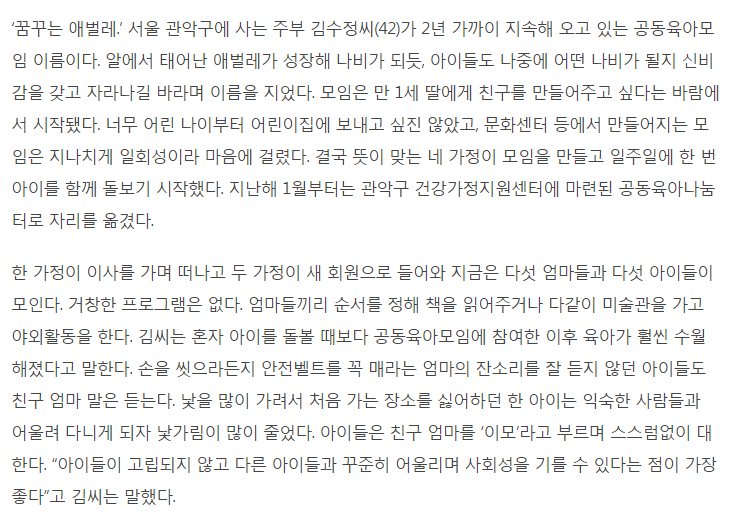 ‘꿈꾸는 애벌레.’ 서울 관악구에 사는 주부 김수정씨(42)가 2년 가까이 지속해 오고 있는 공동육아모
임 이름이다. 알에서 태어난 애벌레가 성장해 나비가 되듯, 아이들도 나중에 어떤 나비가 될지 신비
감을 갖고 자라나길 바라며 이름을 지었다. 모임은 만 1세 딸에게 친구를 만들어주고 싶다는 바람에
서 시작됐다. 너무 어린 나이부터 어린이집에 보내고 싶진 않았고, 문화센터 등에서 만들어지는 모
임은 지나치게 일회성이라 마음에 걸렸다. 결국 뜻이 맞는 네 가정이 모임을 만들고 일주일에 한 번
아이를 함께 돌보기 시작했다. 지난해 1월부터는 관악구 건강가정지원센터에 마련된 공동육아나눔
터로 자리를 옮겼다.
한 가정이 이사를 가며 떠나고 두 가정이 새 회원으로 들어와 지금은 다섯 엄마들과 다섯 아이들이
모인다. 거창한 프로그램은 없다. 엄마들끼리 순서를 정해 책을 읽어주거나 다같이 미술관을 가고
야외활동을 한다. 김씨는 혼자 아이를 돌볼 때보다 공동육아모임에 참여한 이후 육아가 훨씬 수월
해졌다고 말한다. 손을 씻으라든지 안전벨트를 꼭 매라는 엄마의 잔소리를 잘 듣지 않던 아이들도
친구 엄마 말은 듣는다. 낯을 많이 가려서 처음 가는 장소를 싫어하던 한 아이는 익숙한 사람들과
어울려 다니게 되자 낯가림이 많이 줄었다. 아이들은 친구 엄마를 ‘이모’라고 부르며 스스럼없이 대
한다. “아이들이 고립되지 않고 다른 아이들과 꾸준히 어울리며 사회성을 기를 수 있다는 점이 가장
좋다”고 김씨는 말했다.